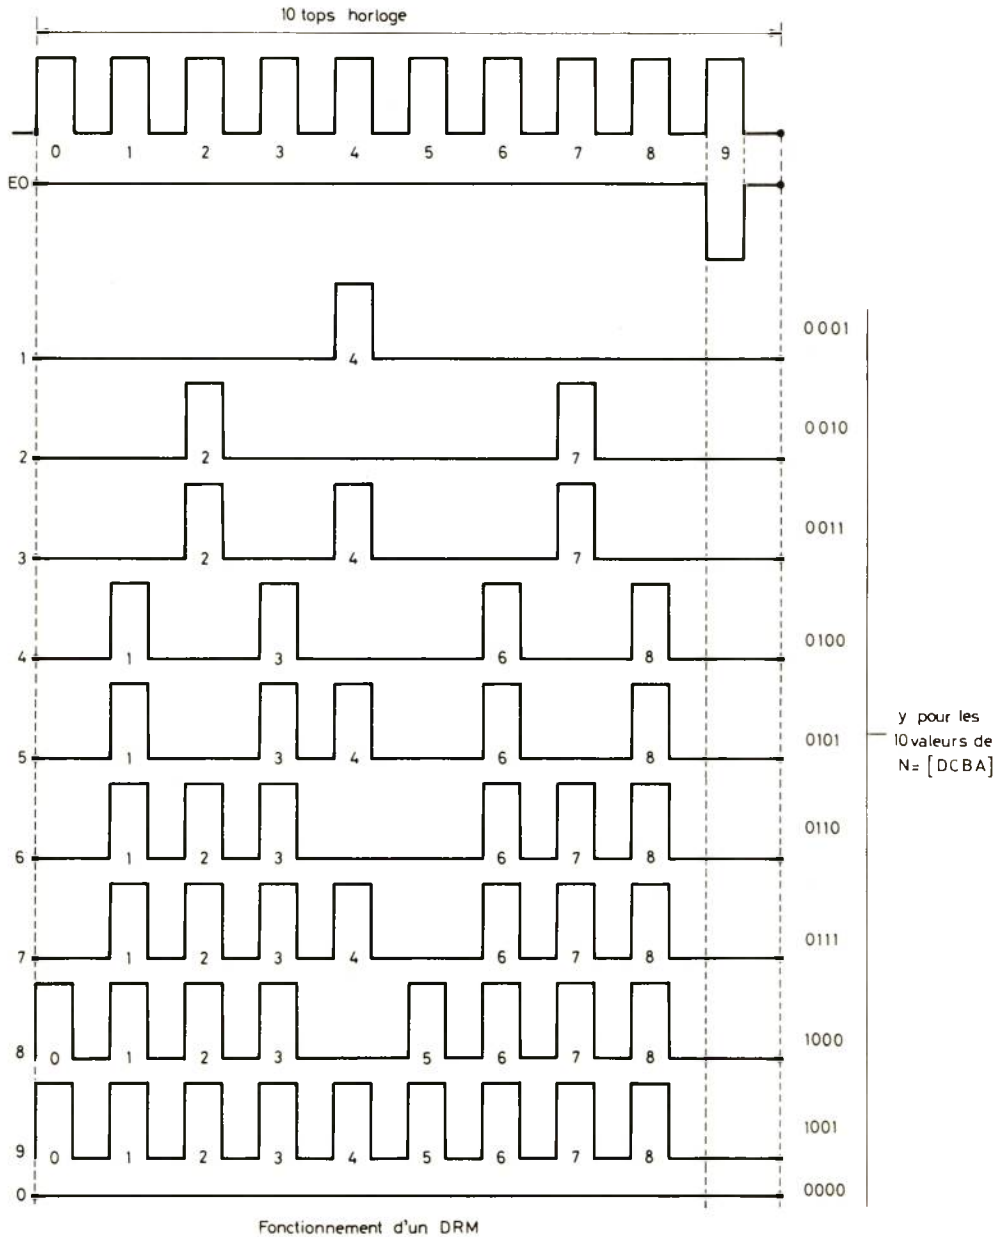 10 tops horloge
0 1 2 3 4 5 6 7 8 9
E0
1 4 0001
2 2 7 0010
3 2 4 7 0011
4 1 3 6 8 0100
5 1 3 4 6 8 0101
y pour les
10 valeurs de
N= [DCBA]
6 1 2 3 6 7 8 0110
7 1 2 3 4 6 7 8 0111
8 0 1 2 3 5 6 7 8 1000
9 0 1 2 3 4 5 6 7 8 1001
0 0000
Fonctionnement d'un DRM